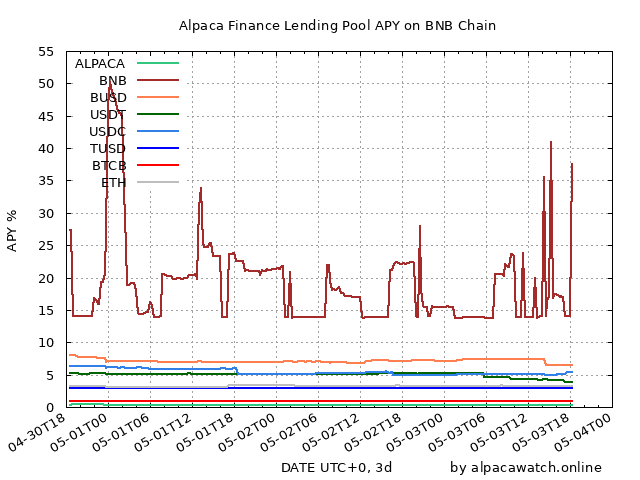 Alpaca Finance Lending Pool APY on BNB Chain
55
50
45
40
35
30
25
20
15
10
5
0
APY %
ALPACA
BNB
BUSD
USDT
USDC
TUSD
BTCB
ETH
04-30T18
05-01T00
05-01T06
05-01T12
05-01T18
05-02T00
05-02T06
05-02T12
05-02T18
05-03T00
05-03T06
05-03T12
05-03T18
05-04T00
DATE UTC+0, 3d
by alpacawatch.online